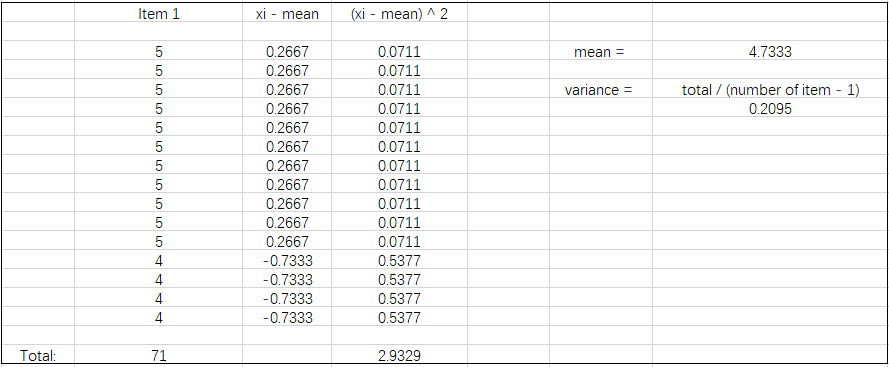 Item 1 xi - mean (xi - mean) ^ 2
5 0.2667 0.0711 mean = 4.7333
5 0.2667 0.0711
5 0.2667 0.0711 variance = total / (number of item - 1)
5 0.2667 0.0711 0.2095
5 0.2667 0.0711
5 0.2667 0.0711
5 0.2667 0.0711
5 0.2667 0.0711
5 0.2667 0.0711
5 0.2667 0.0711
5 0.2667 0.0711
4 -0.7333 0.5377
4 -0.7333 0.5377
4 -0.7333 0.5377
4 -0.7333 0.5377
Total: 71 2.9329